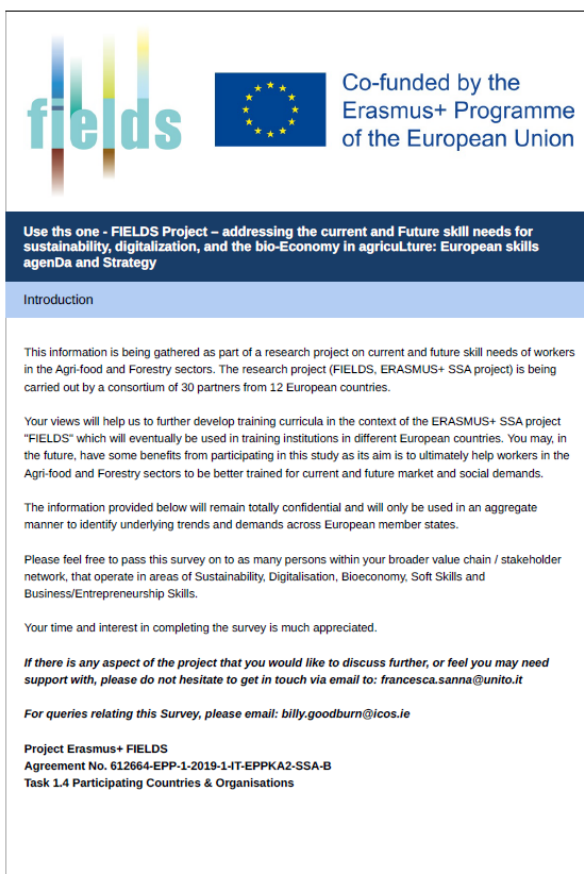 fields
Co-funded by the
Erasmus+ Programme
of the European Union
Use ths one - FIELDS Project – addressing the current and Future skIll needs for
sustainability, digitalization, and the bio-Economy in agricuLture: European skills
agenDa and Strategy
Introduction
This information is being gathered as part of a research project on current and future skill needs of workers
in the Agri-food and Forestry sectors. The research project (FIELDS, ERASMUS+ SSA project) is being
carried out by a consortium of 30 partners from 12 European countries.
Your views will help us to further develop training curricula in the context of the ERASMUS+ SSA project
"FIELDS" which will eventually be used in training institutions in different European countries. You may, in
the future, have some benefits from participating in this study as its aim is to ultimately help workers in the
Agri-food and Forestry sectors to be better trained for current and future market and social demands.
The information provided below will remain totally confidential and will only be used in an aggregate
manner to identify underlying trends and demands across European member states.
Please feel free to pass this survey on to as many persons within your broader value chain / stakeholder
network, that operate in areas of Sustainability, Digitalisation, Bioeconomy, Soft Skills and
Business/Entrepreneurship Skills.
Your time and interest in completing the survey is much appreciated.
If there is any aspect of the project that you would like to discuss further, or feel you may need
support with, please do not hesitate to get in touch via email to: francesca.sanna@unito.it
For queries relating this Survey, please email: billy.goodburn@icos.ie
Project Erasmus+ FIELDS
Agreement No. 612664-EPP-1-2019-1-IT-EPPKA2-SSA-B
Task 1.4 Participating Countries & Organisations